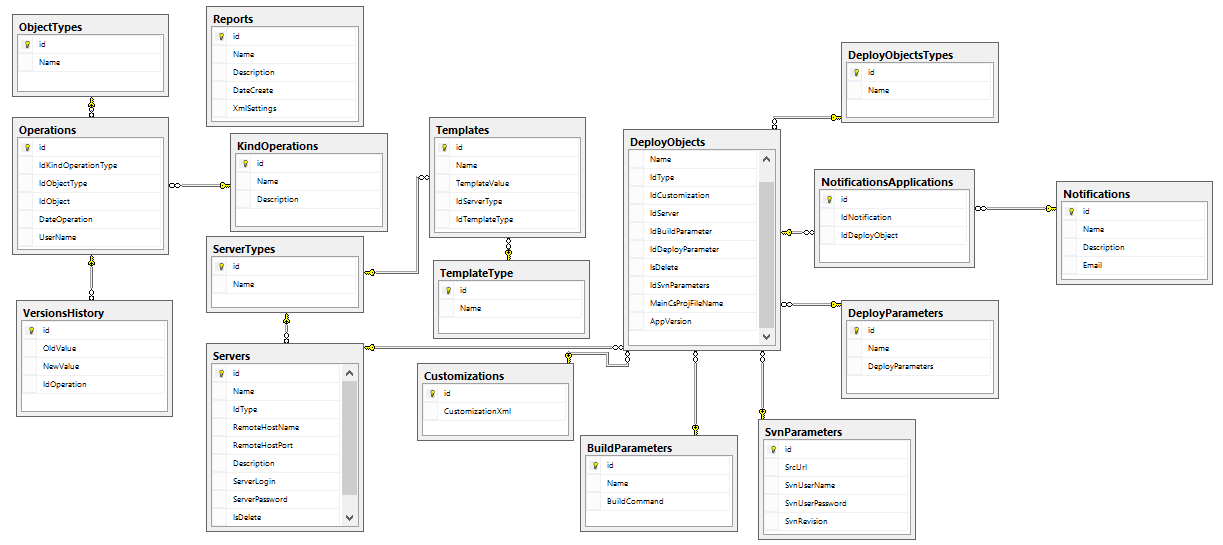 ObjectTypes
id
Name
Reports
id
Name
Description
DateCreate
XmlSettings
Operations
id
IdKindOperationType
IdObjectType
IdObject
DateOperation
UserName
KindOperations
id
Name
Description
Templates
id
Name
TemplateValue
IdServerType
IdTemplateType
DeployObjects
Name
IdType
IdCustomization
IdServer
IdBuildParameter
IdDeployParameter
IsDelete
IdSvnParameters
MainCsProjFileName
AppVersion
DeployObjectsTypes
id
Name
NotificationsApplications
id
IdNotification
IdDeployObject
Notifications
id
Name
Description
Email
ServerTypes
id
Name
TemplateType
id
Name
VersionsHistory
id
OldValue
NewValue
IdOperation
DeployParameters
id
Name
DeployParameters
Servers
id
Name
IdType
RemoteHostName
RemoteHostPort
Description
ServerLogin
ServerPassword
IsDelete
Customizations
id
CustomizationXml
BuildParameters
id
Name
BuildCommand
SvnParameters
id
SrcUrl
SvnUserName
SvnUserPassword
SvnRevision